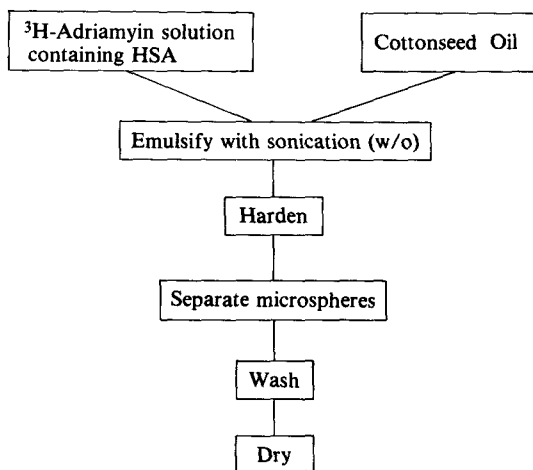 ³H-Adriamyin solution
containing HSA
Cottonseed Oil
Emulsify with sonication (w/o)
Harden
Separate microspheres
Wash
Dry